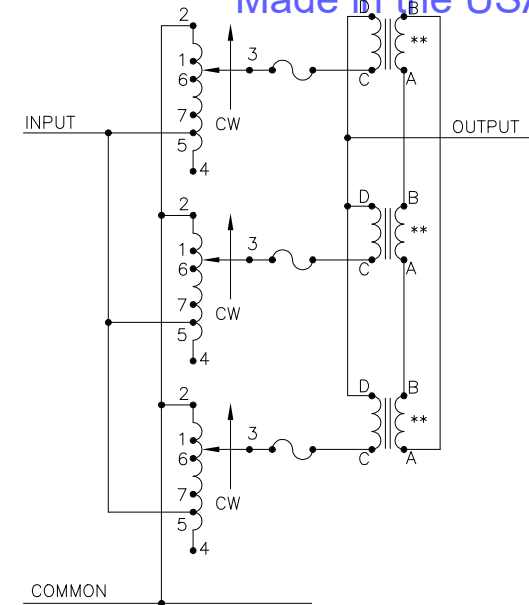 Made in the USA
2 D B
1 **
6 3
C A
7 CW
INPUT
5 OUTPUT
4
2 D B
1 3 **
6 C A
7 CW
5
4
2 D B
1 3 **
6 C A
7 CW
5
4
COMMON